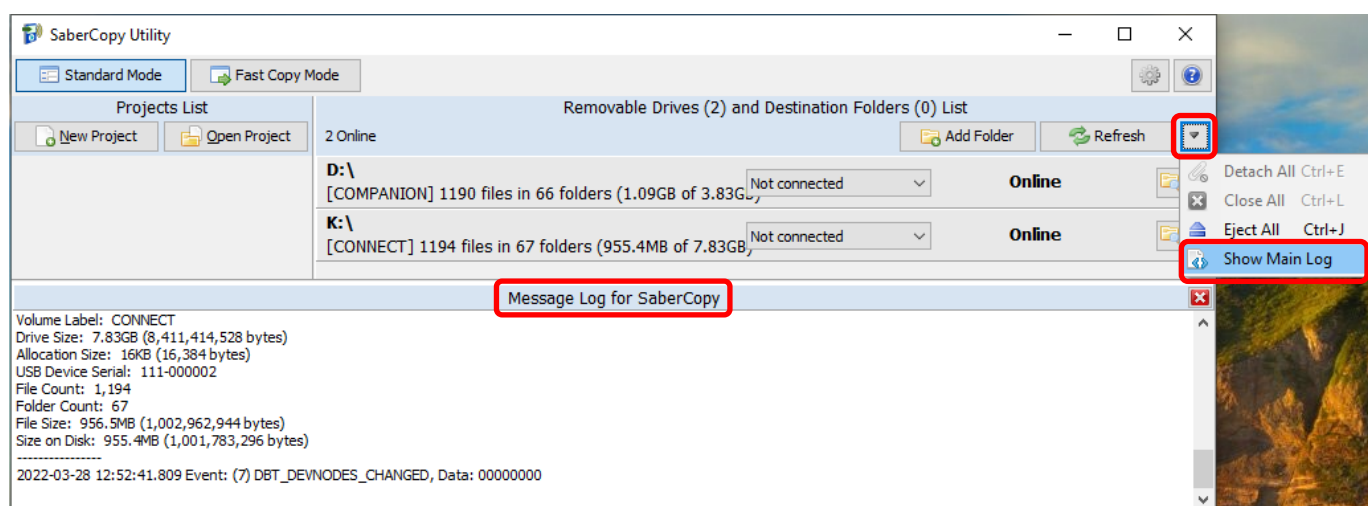 SaberCopy Utility
Standard Mode
Fast Copy Mode
Projects List
Removable Drives (2) and Destination Folders (0) List
New Project
Open Project
2 Online
Add Folder
Refresh
D:\
[COMPANION] 1190 files in 66 folders (1.09GB of 3.83GB)
Not connected
Online
K:\
[CONNECT] 1194 files in 67 folders (955.4MB of 7.83GB)
Not connected
Online
Detach All Ctrl+E
Close All Ctrl+L
Eject All Ctrl+J
Show Main Log
Message Log for SaberCopy
Volume Label: CONNECT
Drive Size: 7.83GB (8,411,414,528 bytes)
Allocation Size: 16KB (16,384 bytes)
USB Device Serial: 111-000002
File Count: 1,194
Folder Count: 67
File Size: 956.5MB (1,002,962,944 bytes)
Size on Disk: 955.4MB (1,001,783,296 bytes)
----------------
2022-03-28 12:52:41.809 Event: (7) DBT_DEVNODES_CHANGED, Data: 00000000